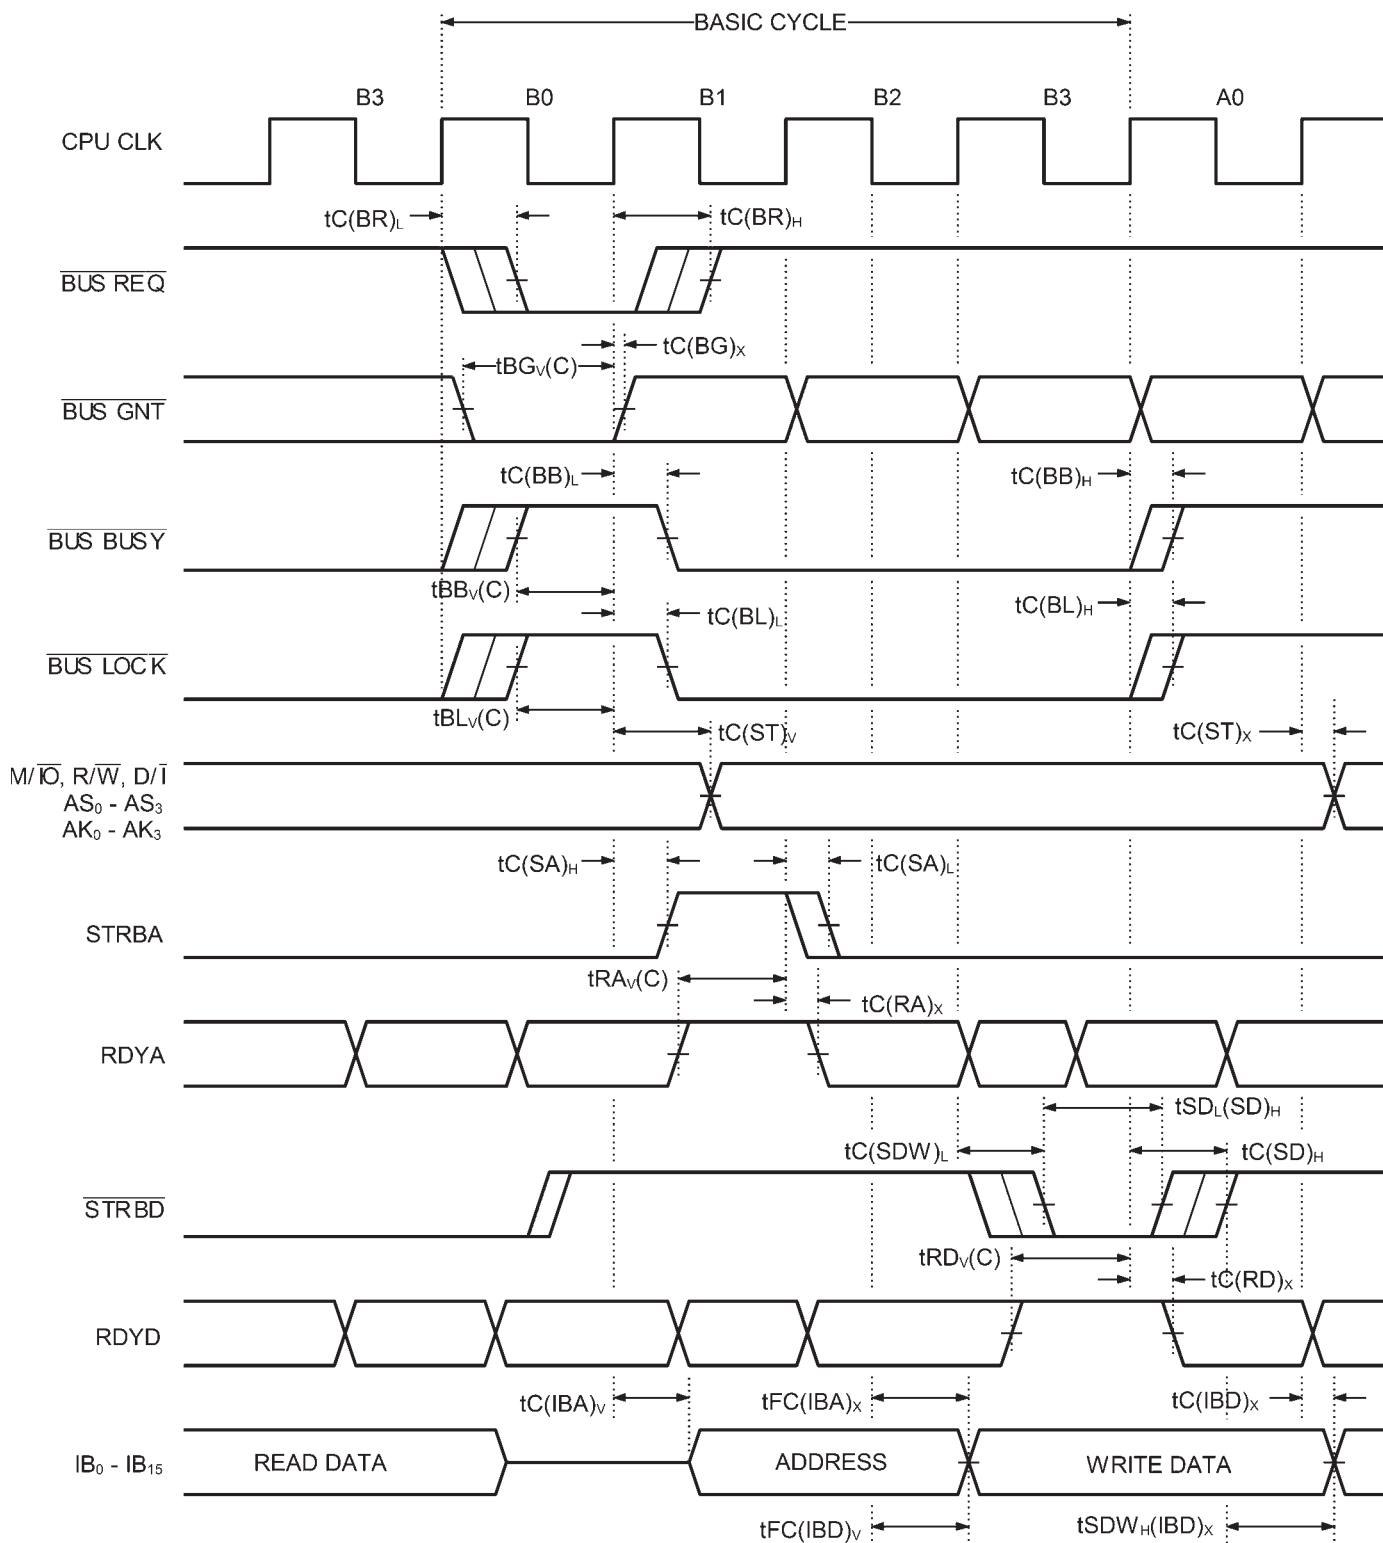 BASIC CYCLE
B3 B0 B1 B2 B3 A0
CPU CLK
tC(BR)L tC(BR)H
BUS REQ
tC(BG)X
tBGV(C)
BUS GNT
tC(BB)L tC(BB)H
BUS BUSY
tBBV(C)
tC(BL)L tC(BL)H
BUS LOCK
tBLV(C)
tC(ST)V tC(ST)X
M/IO, R/W, D/I
AS0 - AS3
AK0 - AK3
tC(SA)H tC(SA)L
STRBA
tRAV(C)
tC(RA)X
RDYA
tSDL(SD)H
tC(SDW)L tC(SD)H
STRBD
tRDV(C)
tC(RD)X
RDYD
tC(IBA)V tFC(IBA)X tC(IBD)X
IB0 - IB15 READ DATA ADDRESS WRITE DATA
tFC(IBD)V tSDWH(IBD)X